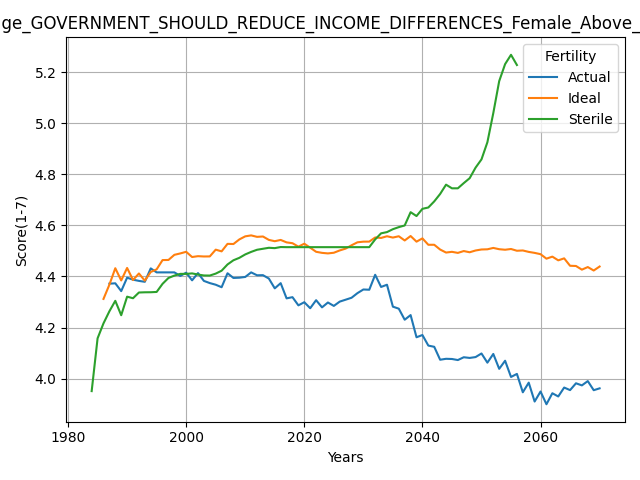 ge_GOVERNMENT_SHOULD_REDUCE_INCOME_DIFFERENCES_Female_Above_
Fertility
Actual
Ideal
Sterile
5.2
5.0
4.8
4.6
4.4
4.2
4.0
Score(1-7)
1980
2000
2020
2040
2060
Years